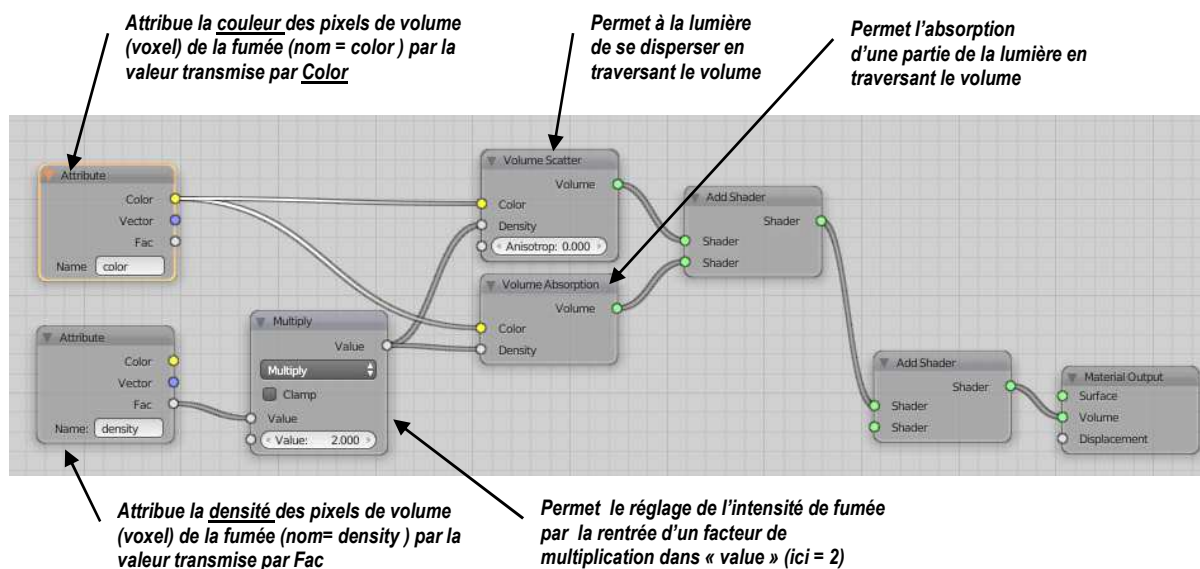 Attribue la couleur des pixels de volume
(voxel) de la fumée (nom = color ) par la
valeur transmise par Color
Permet à la lumière
de se disperser en
traversant le volume
Permet l’absorption
d’une partie de la lumière en
traversant le volume
Attribute
Color
Vector
Fac
Name color
Attribute
Color
Vector
Fac
Name: density
Multiply
Value
Multiply
Clamp
Value
Value: 2.000
Volume Scatter
Volume
Color
Density
Anisotrop: 0.000
Volume Absorption
Volume
Color
Density
Add Shader
Shader
Shader
Shader
Add Shader
Shader
Shader
Shader
Material Output
Surface
Volume
Displacement
Attribue la densité des pixels de volume
(voxel) de la fumée (nom= density ) par la
valeur transmise par Fac
Permet le réglage de l’intensité de fumée
par la rentrée d’un facteur de
multiplication dans « value » (ici = 2)